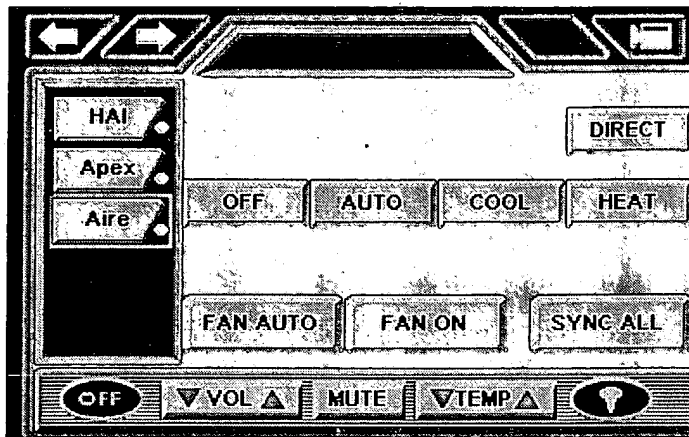 HAI
DIRECT
Apex
OFF AUTO COOL HEAT
Aire
FAN AUTO FAN ON SYNC ALL
OFF VOL MUTE TEMP